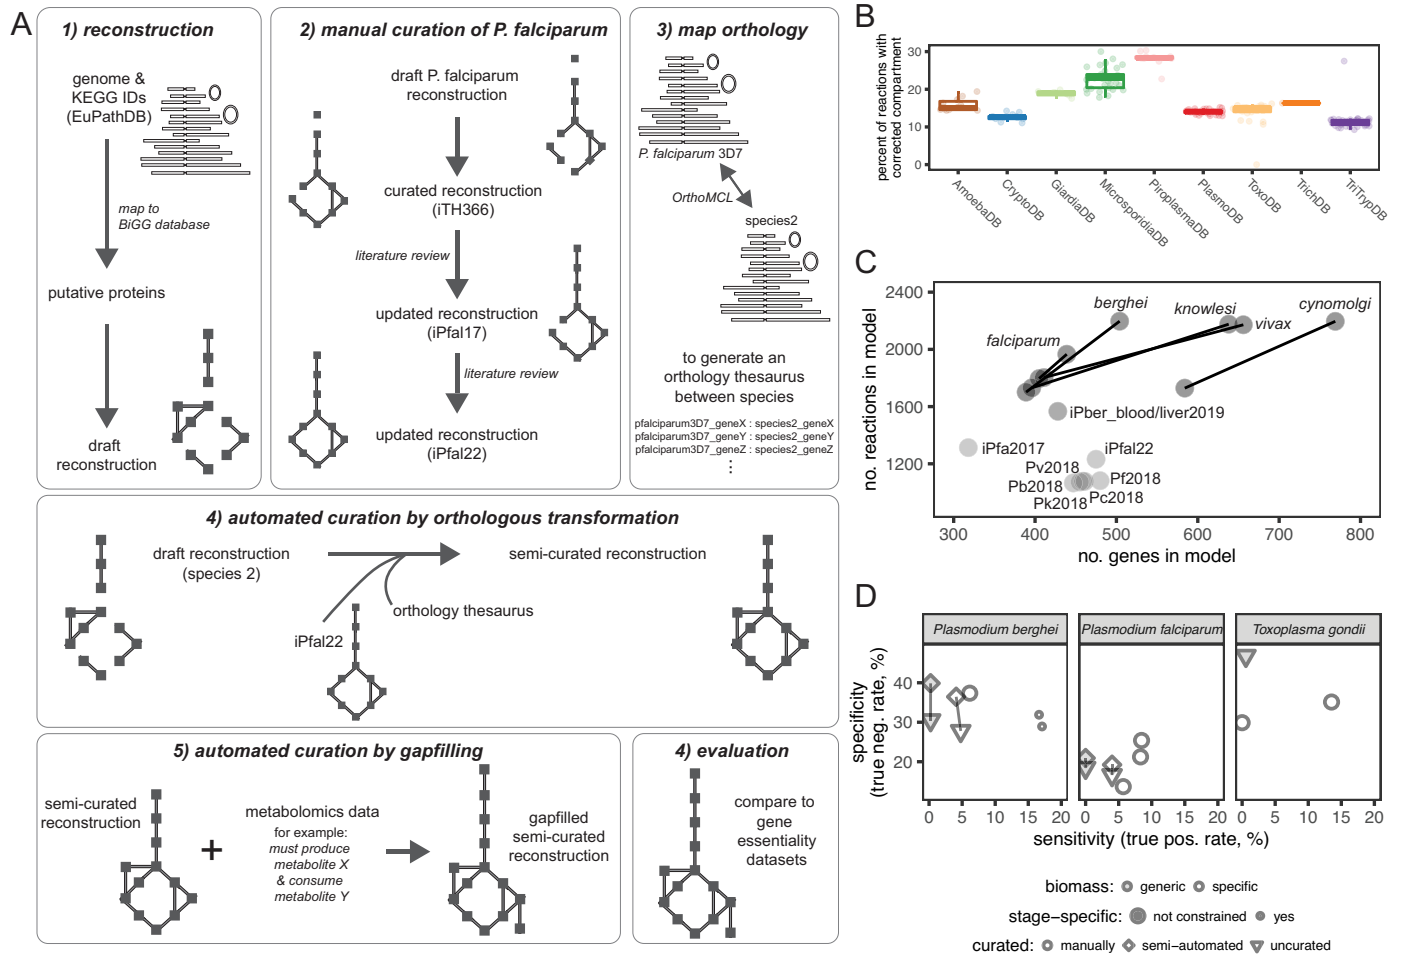 A
1) reconstruction
genome &
KEGG IDs
(EuPathDB)
map to
BiGG database
putative proteins
draft
reconstruction
2) manual curation of P. falciparum
draft P. falciparum
reconstruction
curated reconstruction
(iTH366)
literature review
updated reconstruction
(iPfal17)
literature review
updated reconstruction
(iPfal22)
3) map orthology
P. falciparum 3D7
OrthoMCL
species2
to generate an
orthology thesaurus
between species
pfalciparum3D7_geneX : species2_geneX
pfalciparum3D7_geneY : species2_geneY
pfalciparum3D7_geneZ : species2_geneZ
⋮
4) automated curation by orthologous transformation
draft reconstruction
(species 2)
semi-curated reconstruction
orthology thesaurus
iPfal22
5) automated curation by gapfilling
semi-curated
reconstruction
+
metabolomics data
for example:
must produce
metabolite X
& consume
metabolite Y
gapfilled
semi-curated
reconstruction
4) evaluation
compare to
gene
essentiality
datasets
B
percent of reactions with
corrected compartment
30
20
10
0
AmoebaDB
CryptoDB
GiardiaDB
MicrosporidiaDB
PiroplasmaDB
PlasmoDB
ToxoDB
TrichDB
TriTrypDB
C
no. reactions in model
2400
2000
1600
1200
berghei
knowlesi
cynomolgi
vivax
falciparum
iPber_blood/liver2019
iPfa2017
iPfal22
Pv2018
Pf2018
Pb2018
Pc2018
Pk2018
300 400 500 600 700 800
no. genes in model
D
Plasmodium berghei
Plasmodium falciparum
Toxoplasma gondii
specificity
(true neg. rate, %)
40
30
20
0 5 10 15 20
0 5 10 15 20
0 5 10 15 20
sensitivity (true pos. rate, %)
biomass: generic specific
stage−specific: not constrained yes
curated: manually semi−automated uncurated